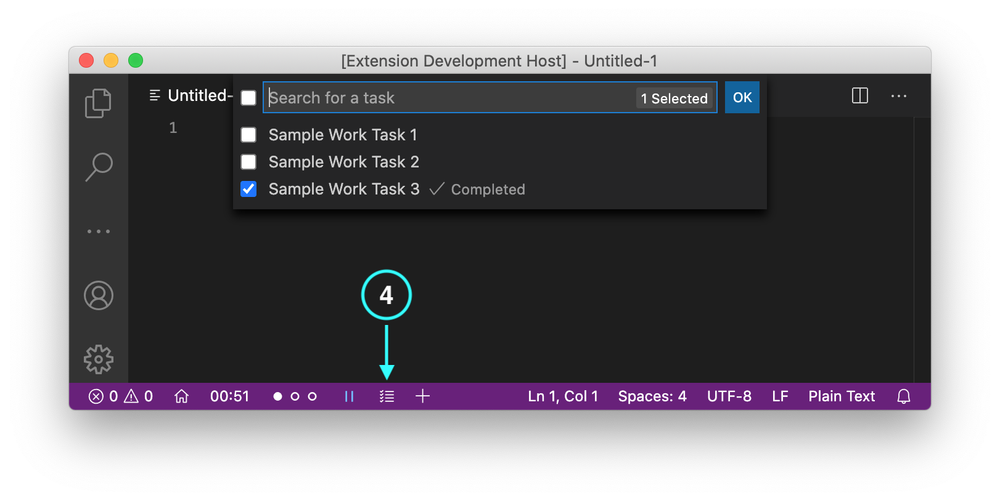 [Extension Development Host] - Untitled-1
Untitled-
Search for a task
1 Selected
OK
1
Sample Work Task 1
Sample Work Task 2
Sample Work Task 3 Completed
4
0 0 00:51 Ln 1, Col 1 Spaces: 4 UTF-8 LF Plain Text